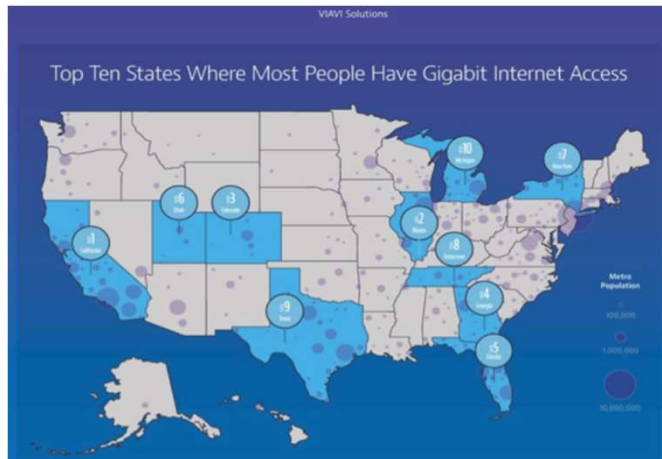 VIAVI Solutions
Top Ten States Where Most People Have Gigabit Internet Access
#10
Michigan
#7
New York
#6
Utah
#3
Colorado
#2
Illinois
#1
California
#8
Tennessee
#4
Georgia
#9
Texas
#5
Florida
Metro
Population
100,000
1,000,000
10,000,000